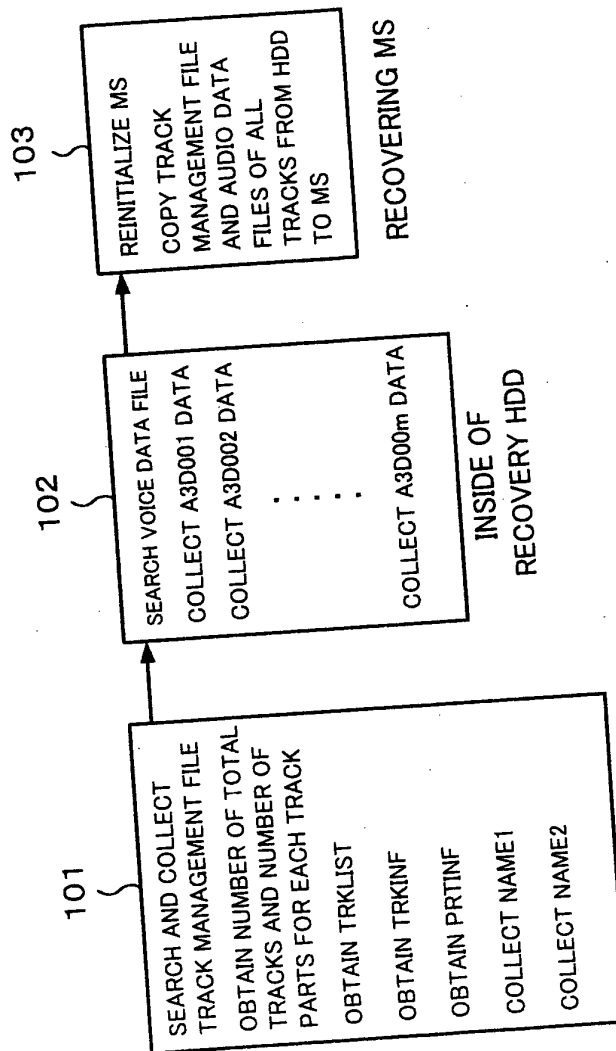 101
SEARCH AND COLLECT
TRACK MANAGEMENT FILE
OBTAIN NUMBER OF TOTAL
TRACKS AND NUMBER OF
PARTS FOR EACH TRACK
OBTAIN TRKLIST
OBTAIN TRKINF
OBTAIN PRTINF
COLLECT NAME1
COLLECT NAME2
102
SEARCH VOICE DATA FILE
COLLECT A3D001 DATA
COLLECT A3D002 DATA
. . . . .
COLLECT A3D00m DATA
INSIDE OF
RECOVERY HDD
103
REINITIALIZE MS
COPY TRACK
MANAGEMENT FILE
AND AUDIO DATA
FILES OF ALL
TRACKS FROM HDD
TO MS
RECOVERING MS